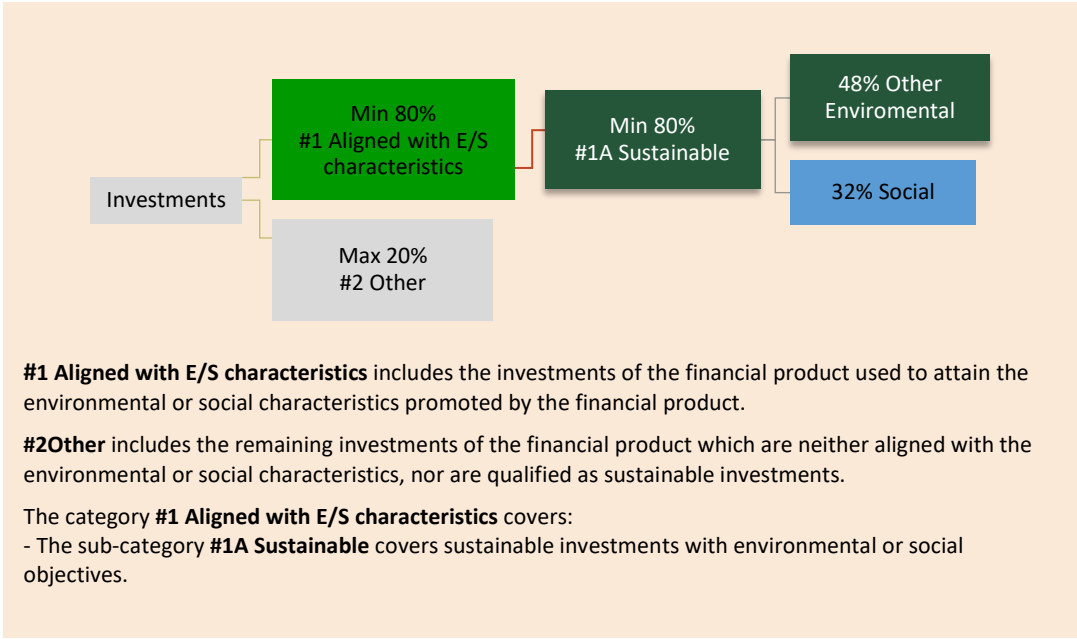 Investments
Min 80%
#1 Aligned with E/S
characteristics
Max 20%
#2 Other
Min 80%
#1A Sustainable
48% Other
Enviromental
32% Social
#1 Aligned with E/S characteristics includes the investments of the financial product used to attain the
environmental or social characteristics promoted by the financial product.
#2Other includes the remaining investments of the financial product which are neither aligned with the
environmental or social characteristics, nor are qualified as sustainable investments.
The category #1 Aligned with E/S characteristics covers:
- The sub-category #1A Sustainable covers sustainable investments with environmental or social
objectives.